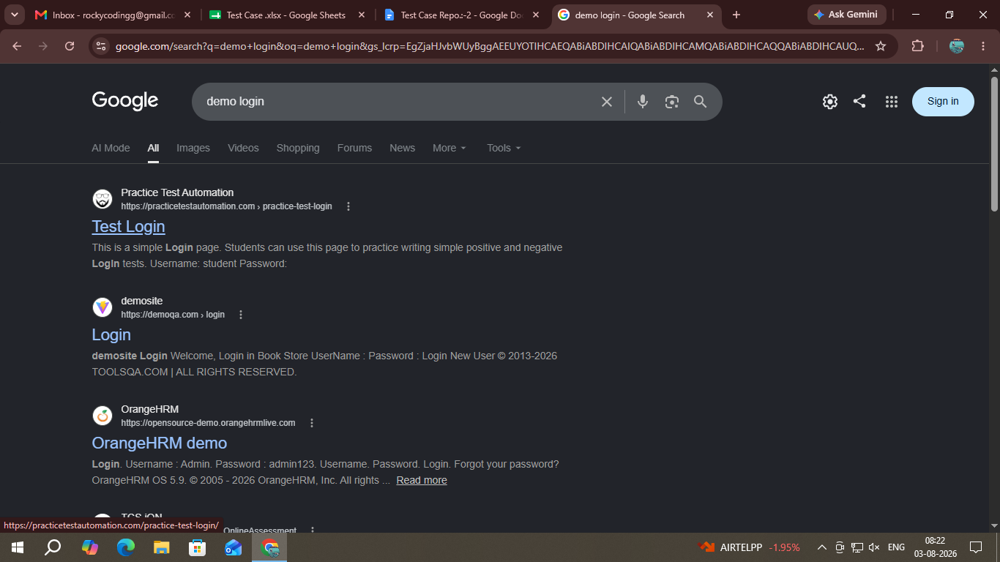 Inbox - rockycodingg@gmail.co
Test Case .xlsx - Google Sheets
Test Case Repo.:-2 - Google Do
demo login - Google Search
Ask Gemini
google.com/search?q=demo+login&oq=demo+login&gs_lcrp=EgZjaHJvbWUyBggAEEUYOTIHCAEQABiABDIHCAIQABiABDIHCAMQABiABDIHCAQQABiABDIHCAUQ...
Google
demo login
Sign in
AI Mode
All
Images
Videos
Shopping
Forums
News
More
Tools
Practice Test Automation
https://practicetestautomation.com › practice-test-login
Test Login
This is a simple Login page. Students can use this page to practice writing simple positive and negative
LogIn tests. Username: student Password:
demosite
https://demoqa.com › login
Login
demosite Login Welcome, Login in Book Store UserName : Password : Login New User © 2013-2026
TOOLSQA.COM | ALL RIGHTS RESERVED.
OrangeHRM
https://opensource-demo.orangehrmlive.com
OrangeHRM demo
Login. Username : Admin. Password : admin123. Username. Password. Login. Forgot your password?
OrangeHRM OS 5.9. © 2005 - 2026 OrangeHRM, Inc. All rights ... Read more
TCS iON
OnlineAssessment
https://practicetestautomation.com/practice-test-login/
AIRTELPP -1.95%
ENG
08:22
03-08-2026